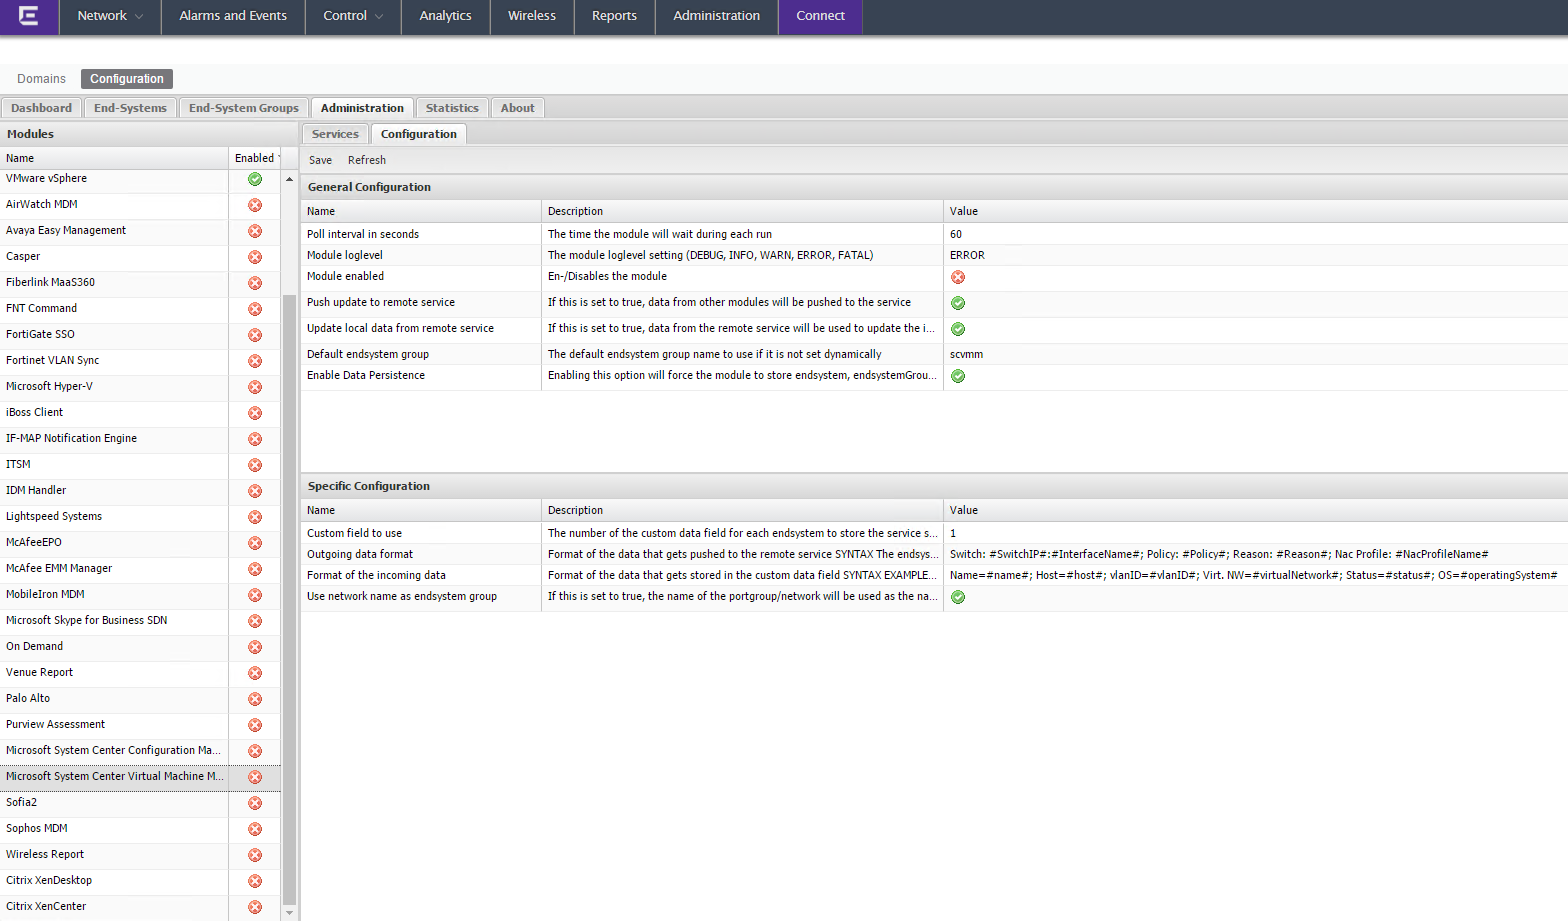 Network
Alarms and Events
Control
Analytics
Wireless
Reports
Administration
Connect
Domains
Configuration
Dashboard
End-Systems
End-System Groups
Administration
Statistics
About
Modules
Name
Enabled
VMware vSphere
AirWatch MDM
Avaya Easy Management
Casper
Fiberlink MaaS360
FNT Command
FortiGate SSO
Fortinet VLAN Sync
Microsoft Hyper-V
iBoss Client
IF-MAP Notification Engine
ITSM
IDM Handler
Lightspeed Systems
McAfeeEPO
McAfee EMM Manager
MobileIron MDM
Microsoft Skype for Business SDN
On Demand
Venue Report
Palo Alto
Purview Assessment
Microsoft System Center Configuration Ma...
Microsoft System Center Virtual Machine M...
Sofia2
Sophos MDM
Wireless Report
Citrix XenDesktop
Citrix XenCenter
Services
Configuration
Save
Refresh
General Configuration
Name Description Value
Poll interval in seconds The time the module will wait during each run 60
Module loglevel The module loglevel setting (DEBUG, INFO, WARN, ERROR, FATAL) ERROR
Module enabled En-/Disables the module
Push update to remote service If this is set to true, data from other modules will be pushed to the service
Update local data from remote service If this is set to true, data from the remote service will be used to update the i...
Default endsystem group The default endsystem group name to use if it is not set dynamically scvmm
Enable Data Persistence Enabling this option will force the module to store endsystem, endsystemGrou...
Specific Configuration
Name Description Value
Custom field to use The number of the custom data field for each endsystem to store the service s... 1
Outgoing data format Format of the data that gets pushed to the remote service SYNTAX The endsys... Switch: #SwitchIP#:#InterfaceName#; Policy: #Policy#; Reason: #Reason#; Nac Profile: #NacProfileName#
Format of the incoming data Format of the data that gets stored in the custom data field SYNTAX EXAMPLE... Name=#name#; Host=#host#; vlanID=#vlanID#; Virt. NW=#virtualNetwork#; Status=#status#; OS=#operatingSystem#
Use network name as endsystem group If this is set to true, the name of the portgroup/network will be used as the na...